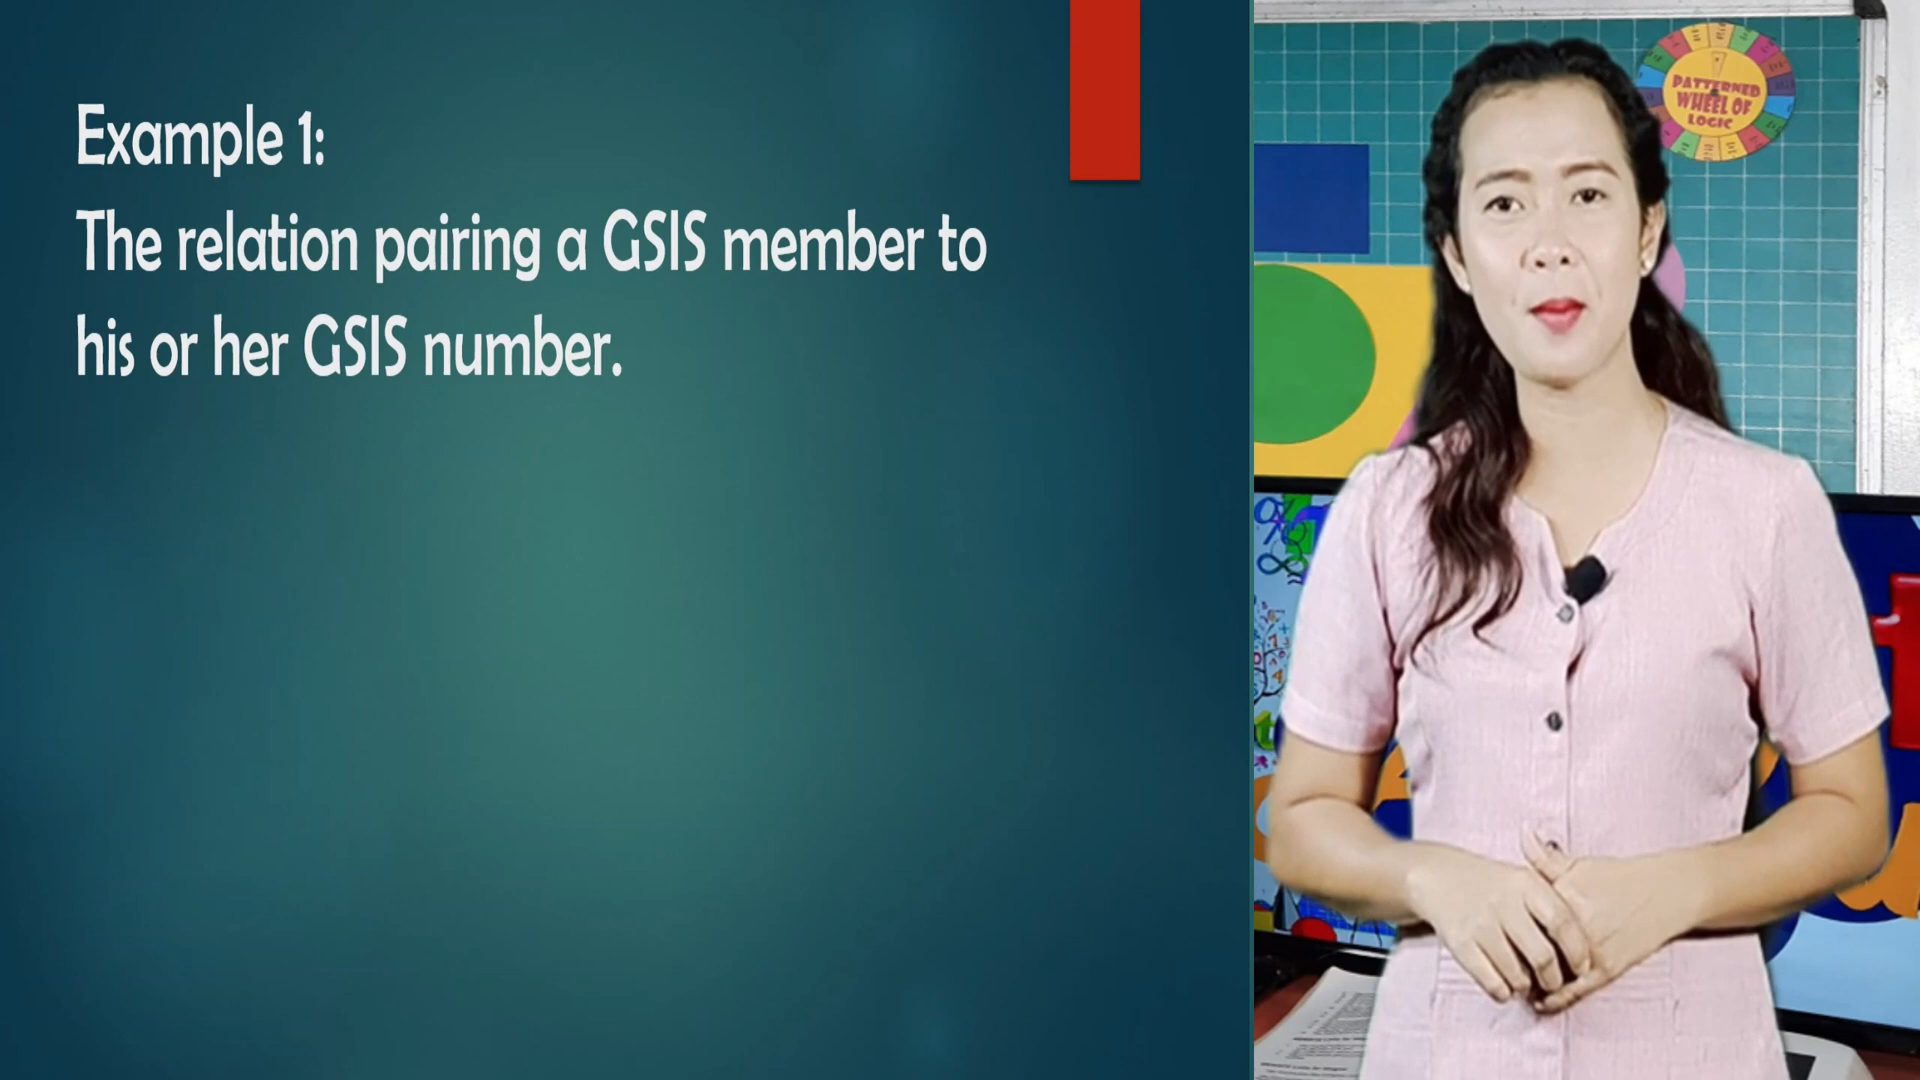 Example 1:
The relation pairing a GSIS member to
his or her GSIS number.
PATTERNED
WHEEL OF
LOGIC